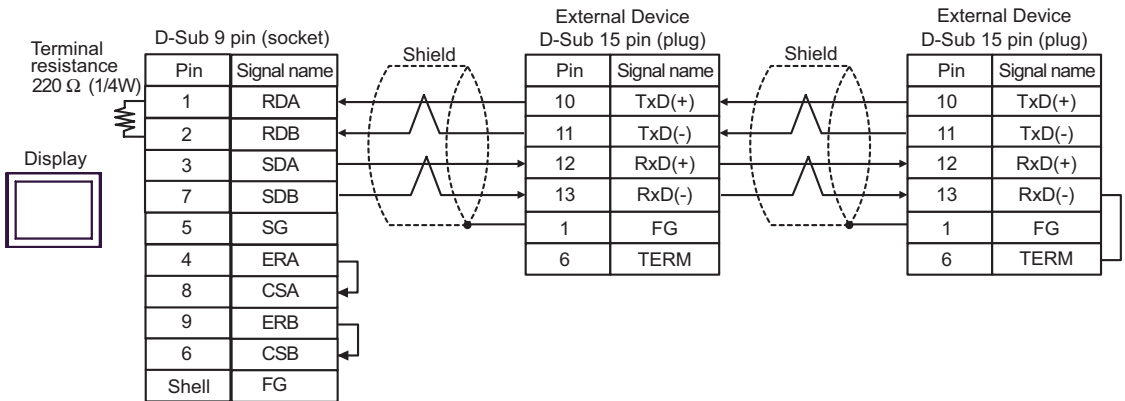 Terminal
resistance
220 Ω (1/4W)
Display
D-Sub 9 pin (socket)
Pin Signal name
1 RDA
2 RDB
3 SDA
7 SDB
5 SG
4 ERA
8 CSA
9 ERB
6 CSB
Shell FG
Shield
External Device
D-Sub 15 pin (plug)
Pin Signal name
10 TxD(+)
11 TxD(-)
12 RxD(+)
13 RxD(-)
1 FG
6 TERM
Shield
External Device
D-Sub 15 pin (plug)
Pin Signal name
10 TxD(+)
11 TxD(-)
12 RxD(+)
13 RxD(-)
1 FG
6 TERM